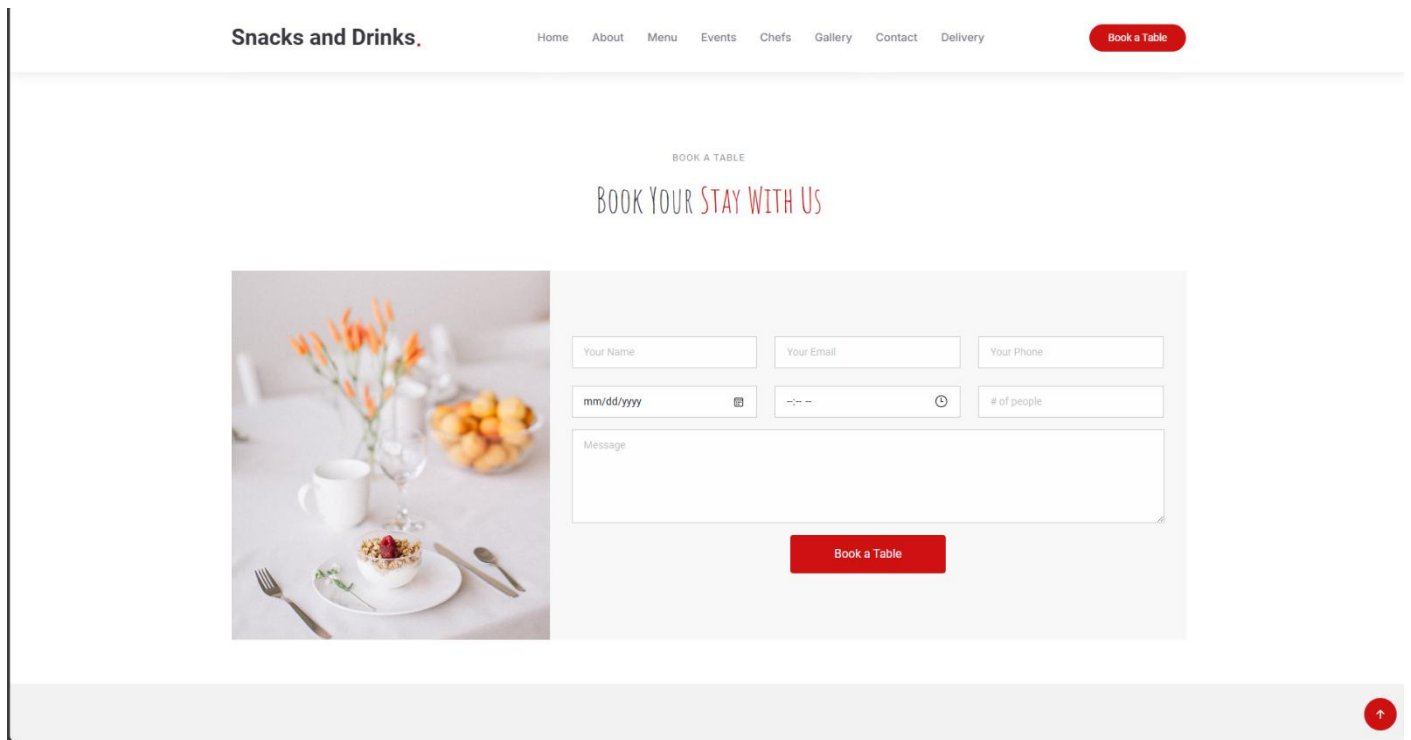 Snacks and Drinks.
Home About Menu Events Chefs Gallery Contact Delivery
Book a Table
BOOK A TABLE
Book Your Stay With Us
Your Name Your Email Your Phone
mm/dd/yyyy --:-- -- # of people
Message
Book a Table